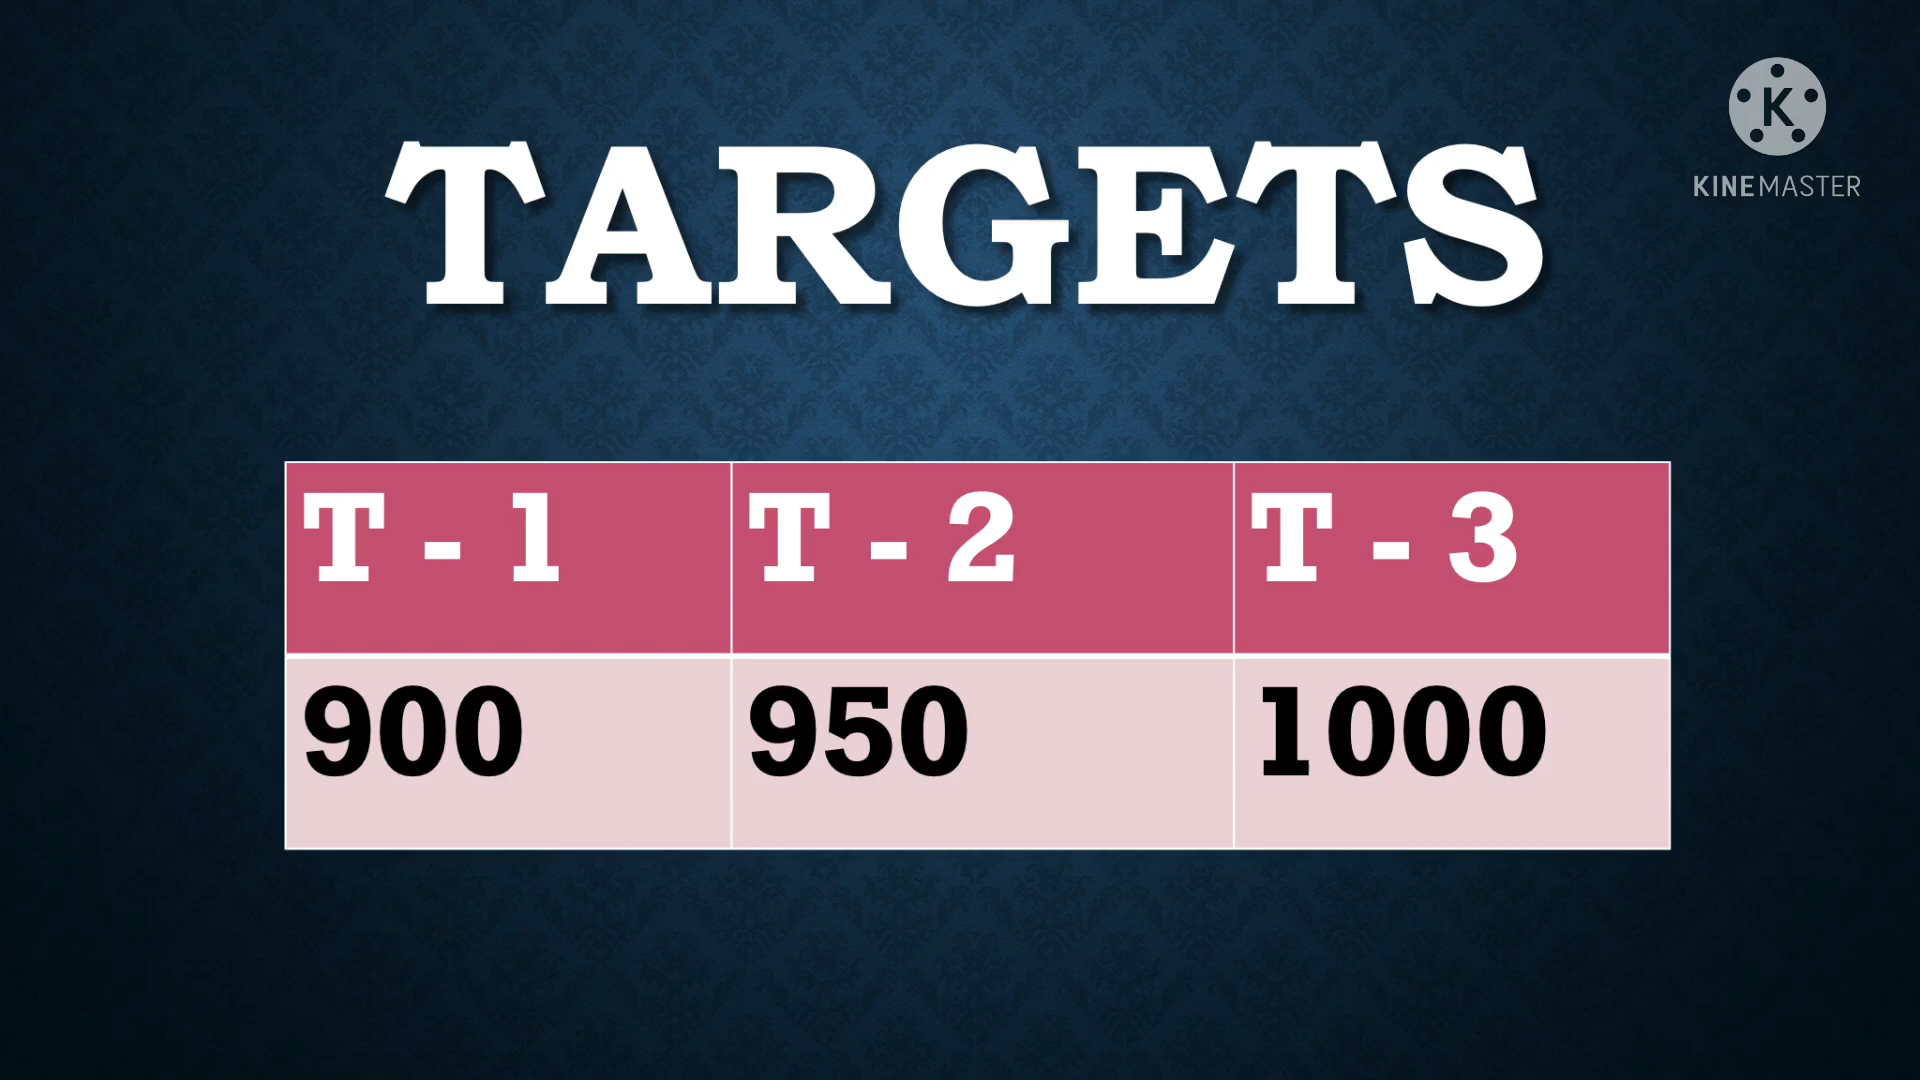 K
KINEMASTER
TARGETS
T - 1 T - 2 T - 3
900 950 1000